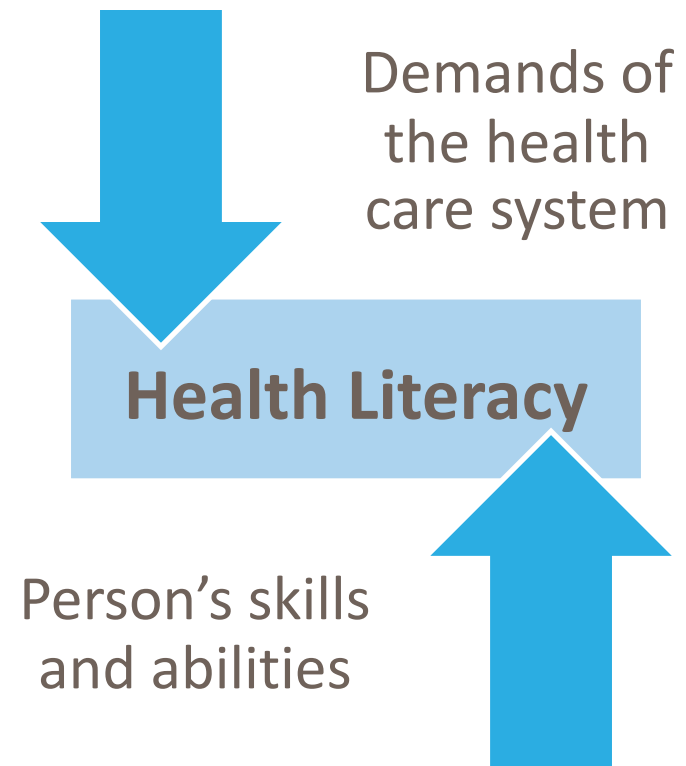 Demands of
the health
care system
Health Literacy
Person’s skills
and abilities